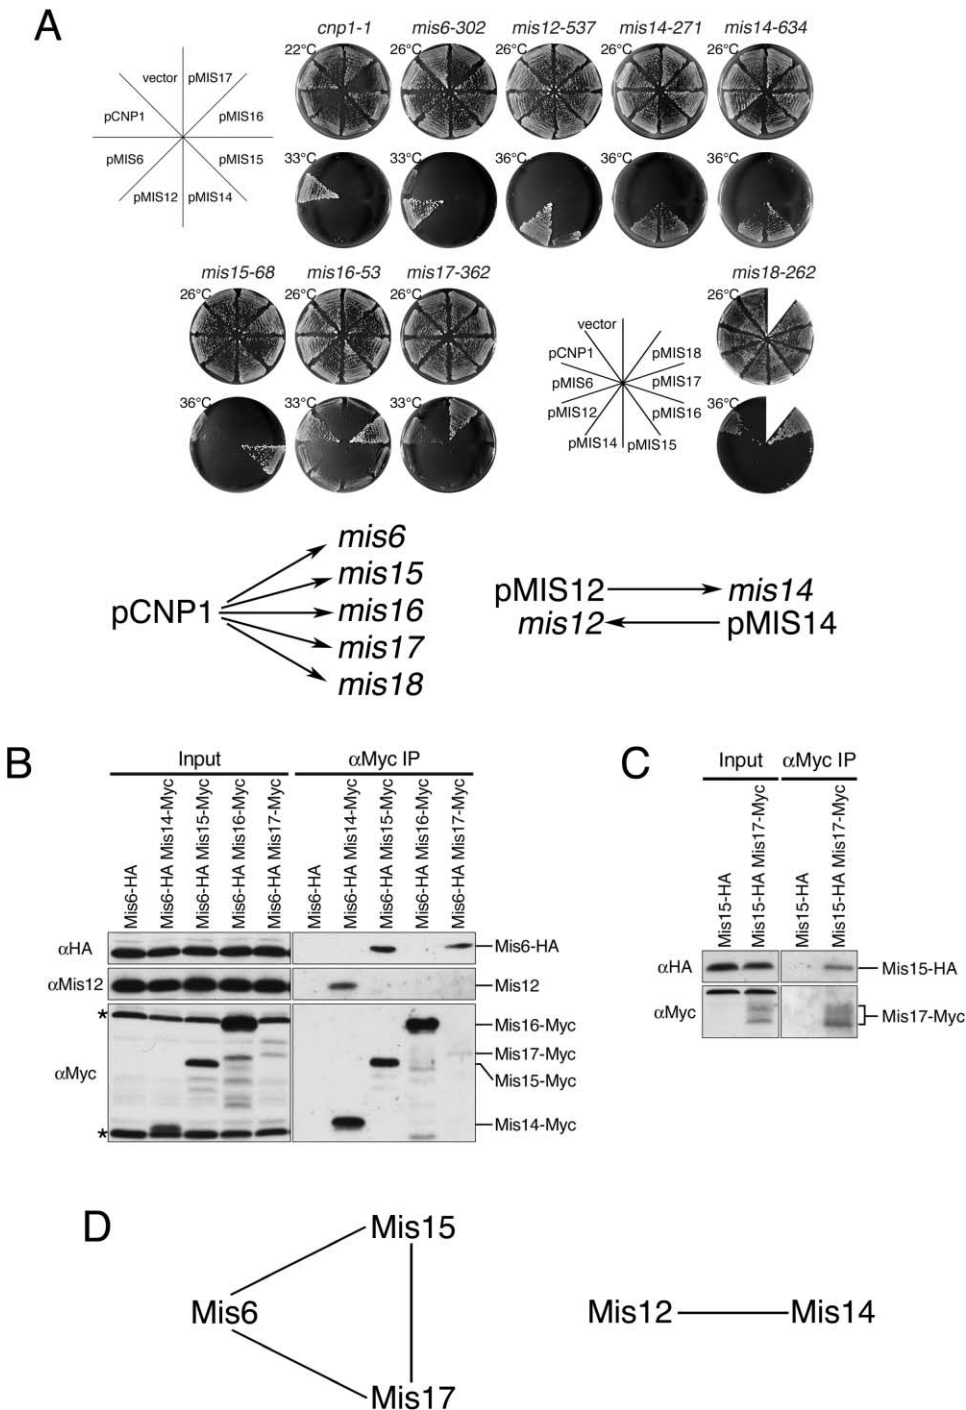 A
cnp1-1 mis6-302 mis12-537 mis14-271 mis14-634
22°C 26°C 26°C 26°C 26°C
vector pMIS17
pCNP1 pMIS16
pMIS6 pMIS15
pMIS12 pMIS14
33°C 33°C 36°C 36°C 36°C
mis15-68 mis16-53 mis17-362 mis18-262
26°C 26°C 26°C 26°C
vector
pCNP1 pMIS18
pMIS6 pMIS17
pMIS12 pMIS16
pMIS14 pMIS15
36°C 33°C 33°C 36°C
pCNP1
mis6
mis15
mis16
mis17
mis18
pMIS12 mis14
mis12 pMIS14
B
Input αMyc IP
Mis6-HA
Mis6-HA Mis14-Myc
Mis6-HA Mis15-Myc
Mis6-HA Mis16-Myc
Mis6-HA Mis17-Myc
Mis6-HA
Mis6-HA Mis14-Myc
Mis6-HA Mis15-Myc
Mis6-HA Mis16-Myc
Mis6-HA Mis17-Myc
αHA Mis6-HA
αMis12 Mis12
*
αMyc
*
Mis16-Myc
Mis17-Myc
Mis15-Myc
Mis14-Myc
C
Input αMyc IP
Mis15-HA
Mis15-HA Mis17-Myc
Mis15-HA
Mis15-HA Mis17-Myc
αHA Mis15-HA
αMyc Mis17-Myc
D
Mis15
Mis6
Mis17
Mis12 Mis14